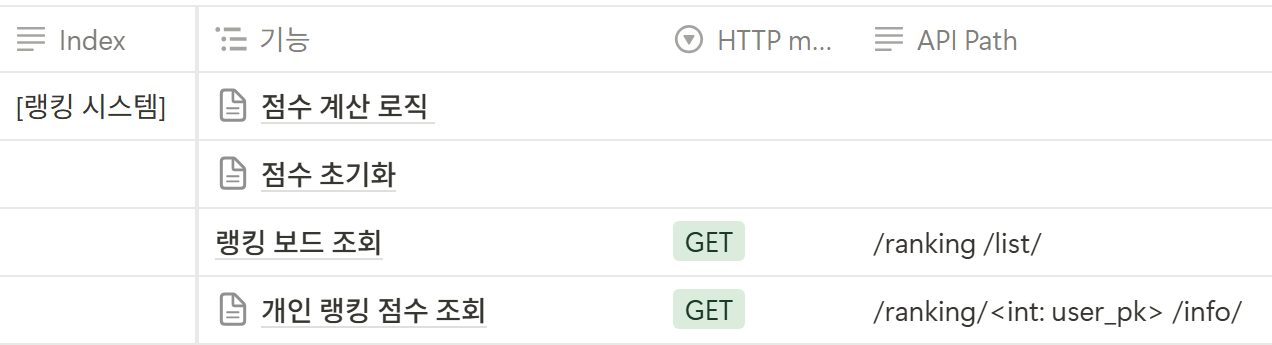 Index 기능 HTTP m... API Path
[랭킹 시스템] 점수 계산 로직
점수 초기화
랭킹 보드 조회 GET /ranking /list/
개인 랭킹 점수 조회 GET /ranking/<int: user_pk> /info/